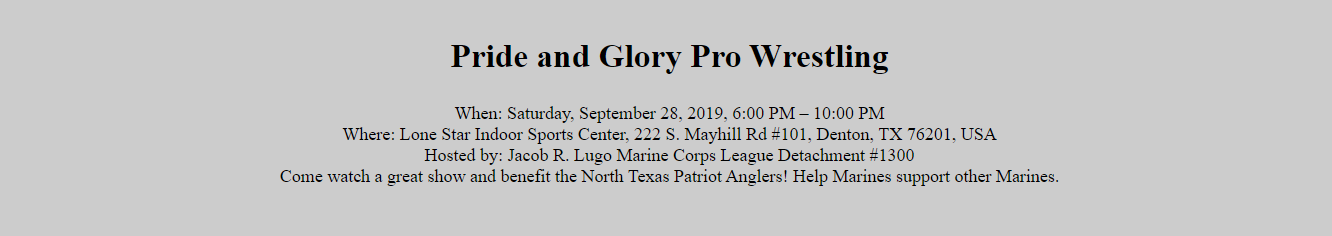 Pride and Glory Pro Wrestling
When: Saturday, September 28, 2019, 6:00 PM – 10:00 PM
Where: Lone Star Indoor Sports Center, 222 S. Mayhill Rd #101, Denton, TX 76201, USA
Hosted by: Jacob R. Lugo Marine Corps League Detachment #1300
Come watch a great show and benefit the North Texas Patriot Anglers! Help Marines support other Marines.